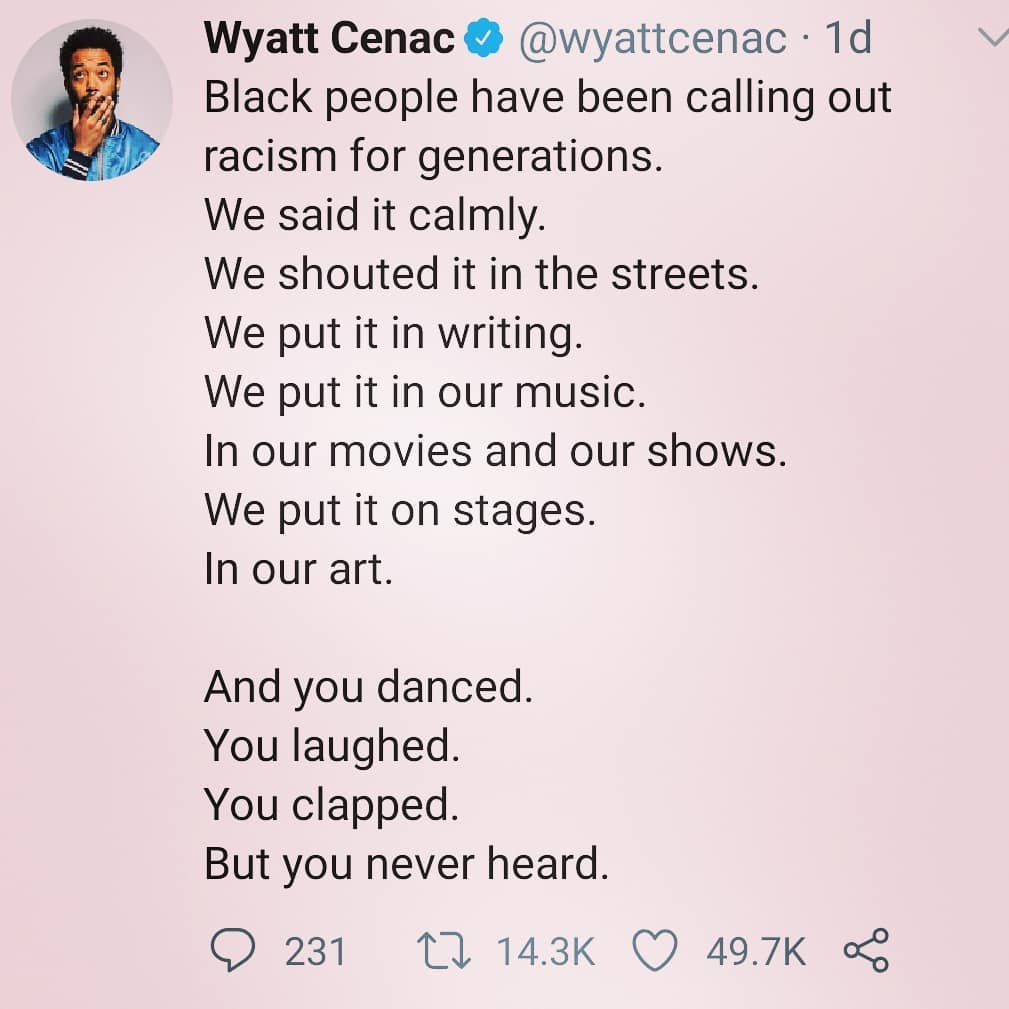 Wyatt Cenac @wyattcenac · 1d
Black people have been calling out
racism for generations.
We said it calmly.
We shouted it in the streets.
We put it in writing.
We put it in our music.
In our movies and our shows.
We put it on stages.
In our art.
And you danced.
You laughed.
You clapped.
But you never heard.
231 14.3K 49.7K